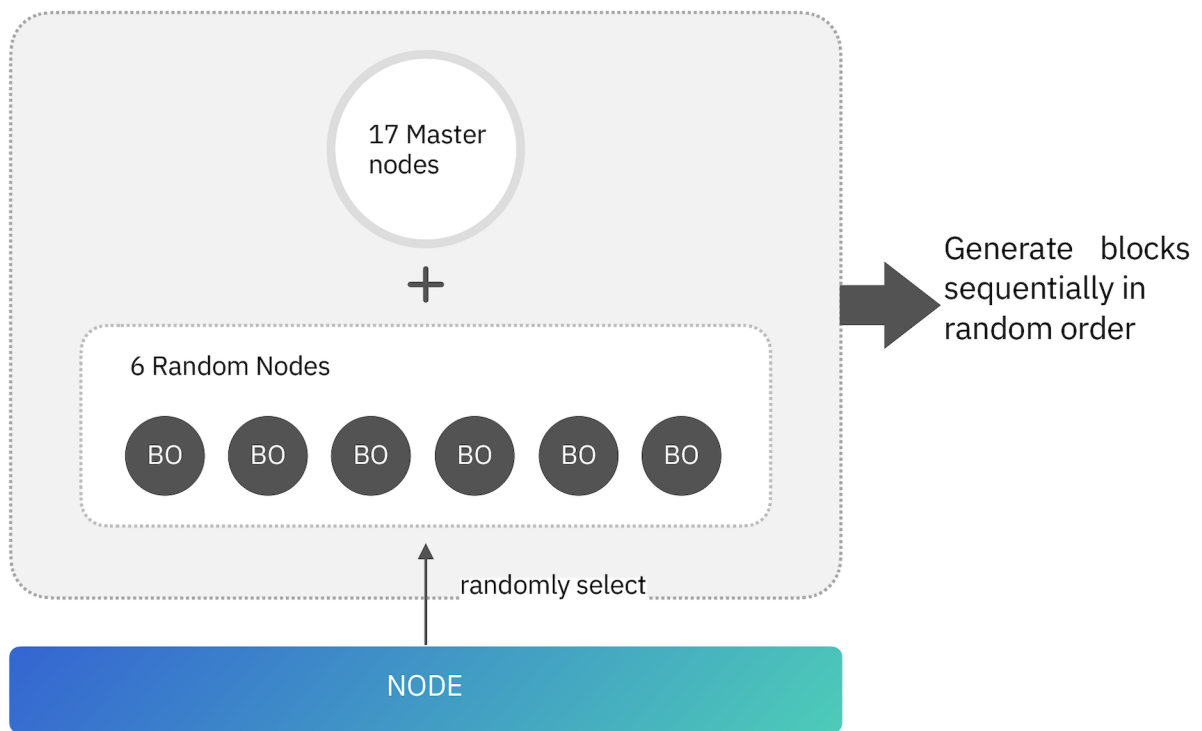 17 Master
nodes
6 Random Nodes
BO BO BO BO BO BO
randomly select
NODE
Generate blocks
sequentially in
random order